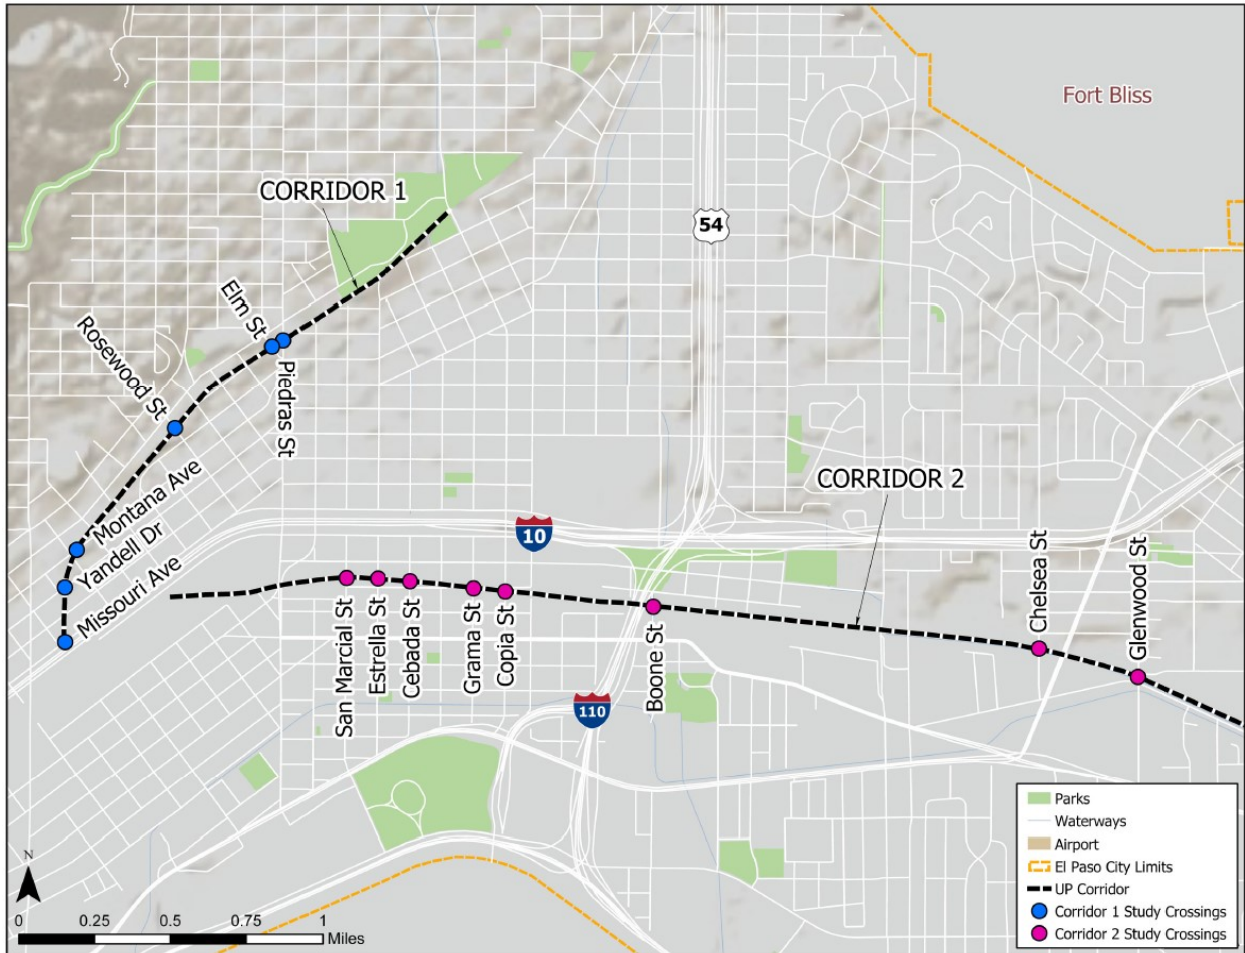 Fort Bliss
CORRIDOR 1
54
Elm St
Rosewood St
Piedras St
Montana Ave
Yandell Dr
Missouri Ave
CORRIDOR 2
10
San Marcial St
Estrella St
Cebada St
Grama St
Copia St
Boone St
Chelsea St
Glenwood St
110
Parks
Waterways
Airport
El Paso City Limits
UP Corridor
Corridor 1 Study Crossings
Corridor 2 Study Crossings
N
0 0.25 0.5 0.75 1
Miles